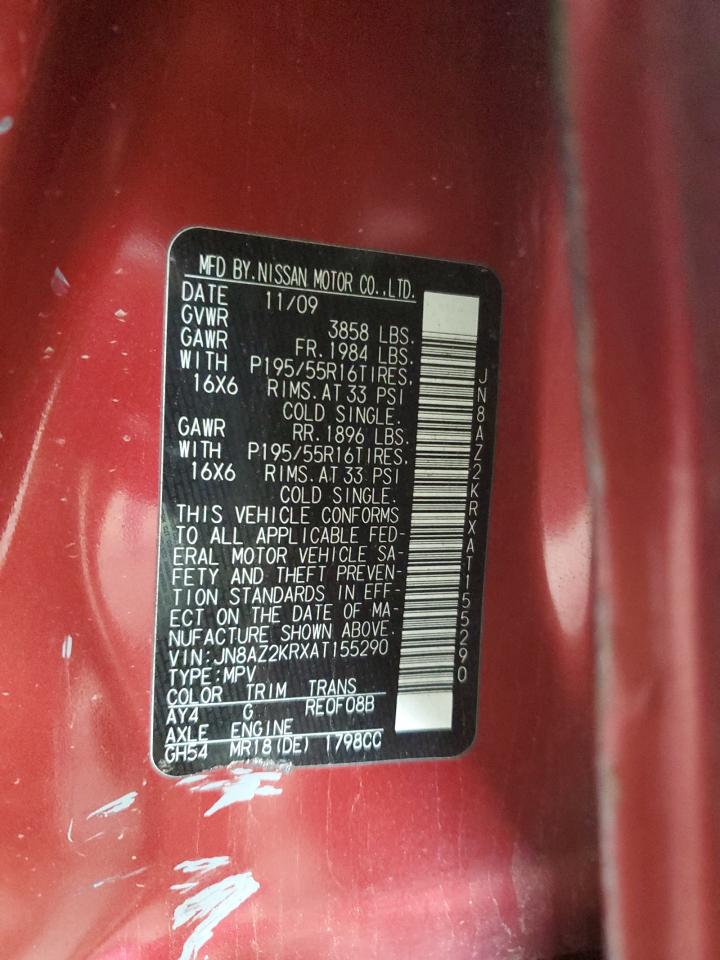 MFD BY.NISSAN MOTOR CO.,LTD.
DATE 11/09
GVWR 3858 LBS.
GAWR FR.1984 LBS.
WITH P195/55R16TIRES,
16X6 RIMS.AT 33 PSI
COLD SINGLE.
GAWR RR.1896 LBS.
WITH P195/55R16TIRES,
16X6 RIMS.AT 33 PSI
COLD SINGLE.
THIS VEHICLE CONFORMS
TO ALL APPLICABLE FED-
ERAL MOTOR VEHICLE SA-
FETY AND THEFT PREVEN-
TION STANDARDS IN EFF-
ECT ON THE DATE OF MA-
NUFACTURE SHOWN ABOVE.
VIN:JN8AZ2KRXAT155290
TYPE:MPV
COLOR TRIM TRANS
AY4 G RE0F08B
AXLE ENGINE
GH54 MR18(DE) 1798CC
JN8AZ2KRXAT155290